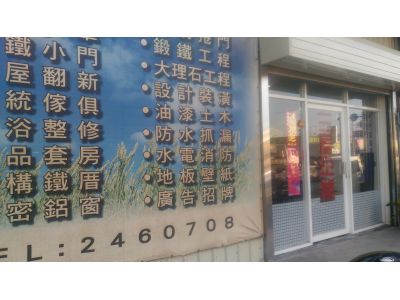 鐵小門
屋翻新
統傢俱
浴整修
品套房
構鐵厝
密鋁窗
‧鍛鐵工程
‧大理石工程
‧設計裝潢
‧油漆土木
‧防水抓漏
‧水電消防
‧地板壁紙
‧廣告招牌
EL:2460708